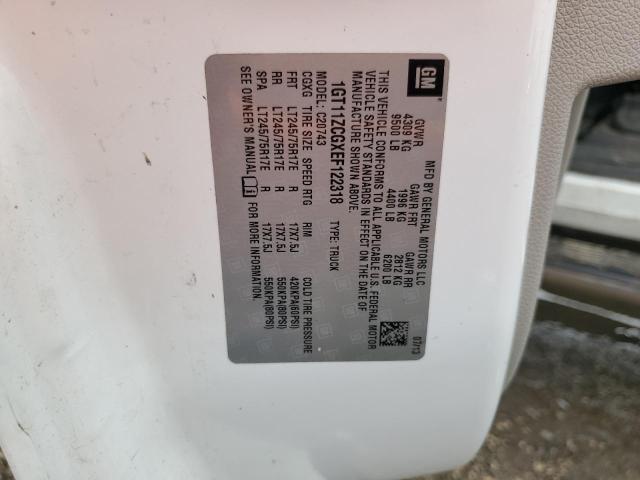 GM
MFD BY GENERAL MOTORS LLC 07/13
GVWR GAWR FRT GAWR RR
4309 KG 1996 KG 2812 KG
9500 LB 4400 LB 6200 LB
THIS VEHICLE CONFORMS TO ALL APPLICABLE U.S. FEDERAL MOTOR
VEHICLE SAFETY STANDARDS IN EFFECT ON THE DATE OF
MANUFACTURE SHOWN ABOVE.
1GT11ZCGXEF122318 TYPE: TRUCK
MODEL: C20743
CGXG TIRE SIZE SPEED RTG RIM COLD TIRE PRESSURE
FRT LT245/75R17E R 17X7.5J 420KPA(60PSI)
RR LT245/75R17E R 17X7.5J 550KPA(80PSI)
SPA LT245/75R17E R 17X7.5J 550KPA(80PSI)
SEE OWNER'S MANUAL FOR MORE INFORMATION.